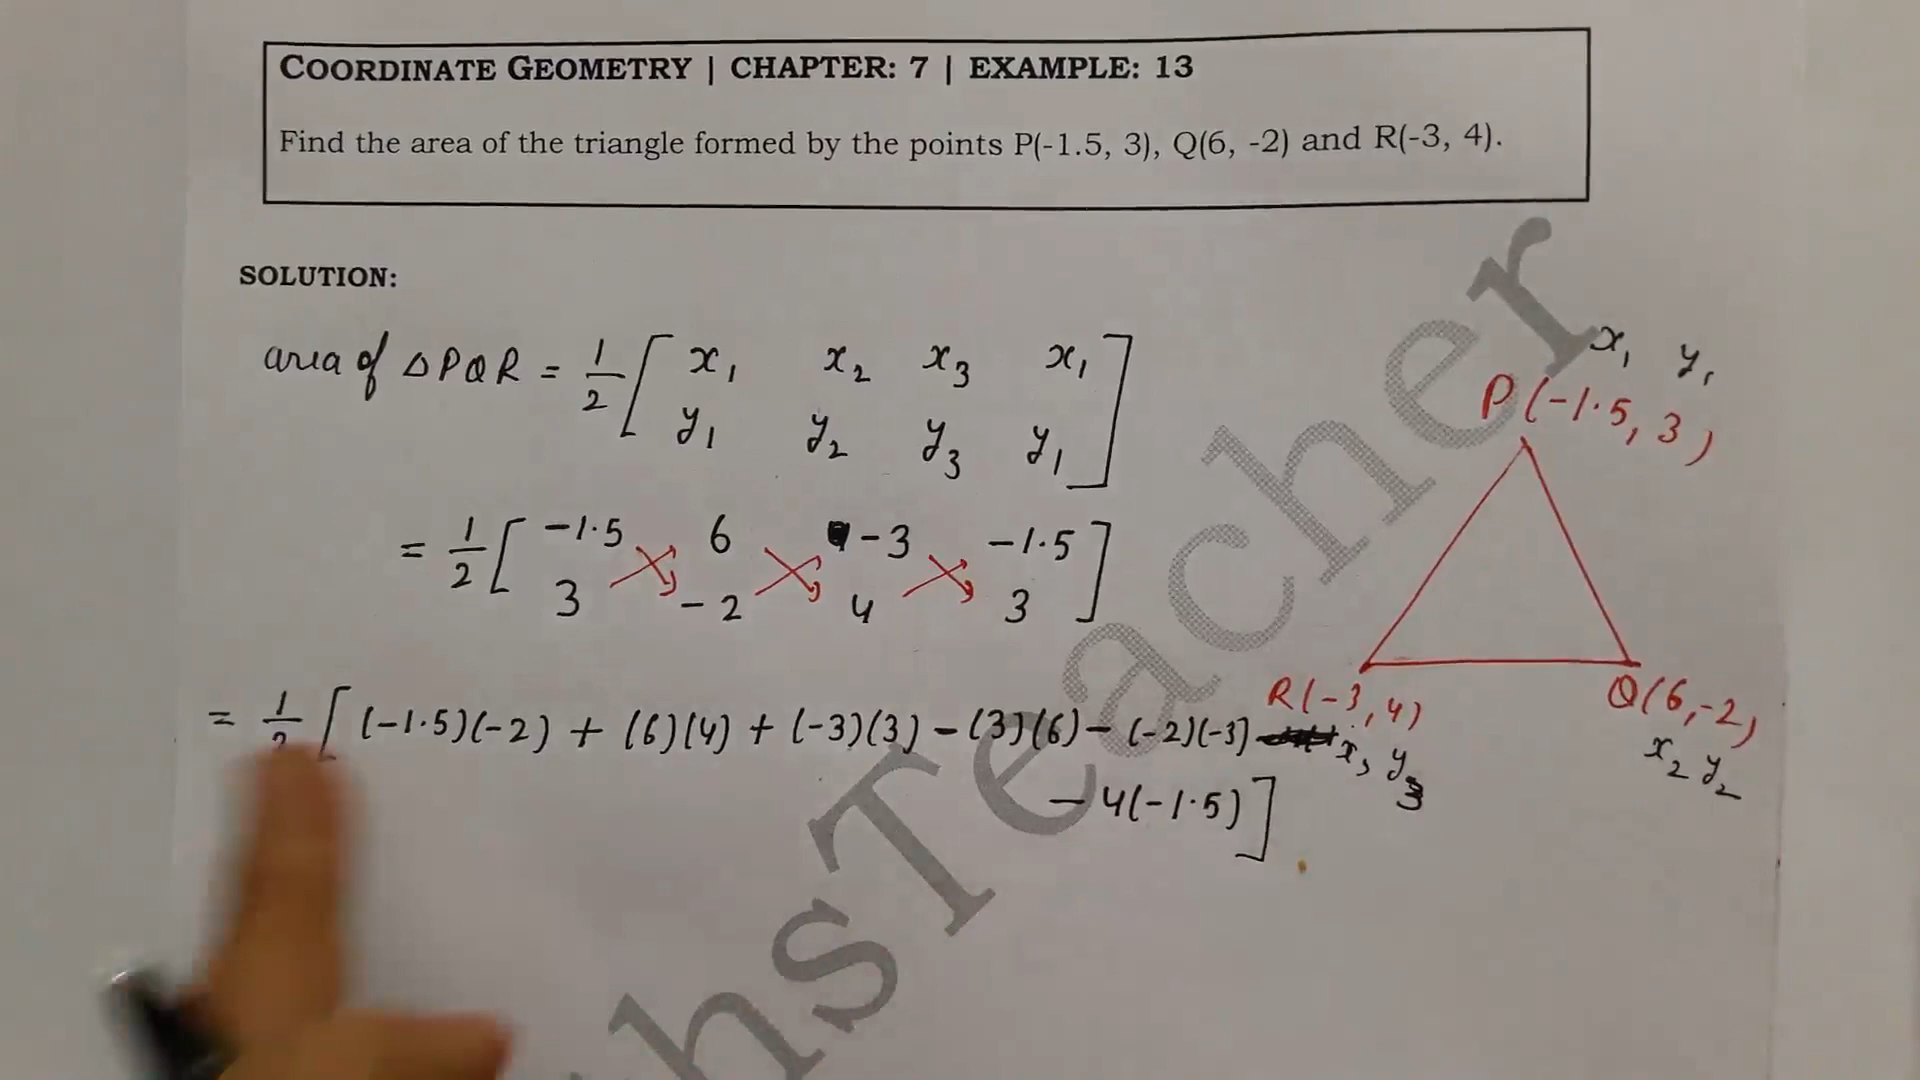 COORDINATE GEOMETRY | CHAPTER: 7 | EXAMPLE: 13
Find the area of the triangle formed by the points P(-1.5, 3), Q(6, -2) and R(-3, 4).
SOLUTION:
area of △PQR = 1/2 [ x₁ x₂ x₃ x₁
y₁ y₂ y₃ y₁ ]
= 1/2 [ -1.5 6 -3 -1.5
3 -2 4 3 ]
= 1/2 [ (-1.5)(-2) + (6)(4) + (-3)(3) - (3)(6) - (-2)(-3)
- 4(-1.5) ]
x₁ y₁
P(-1.5, 3)
R(-3, 4)
x₃ y₃
Q(6, -2)
x₂ y₂
hsTeacher